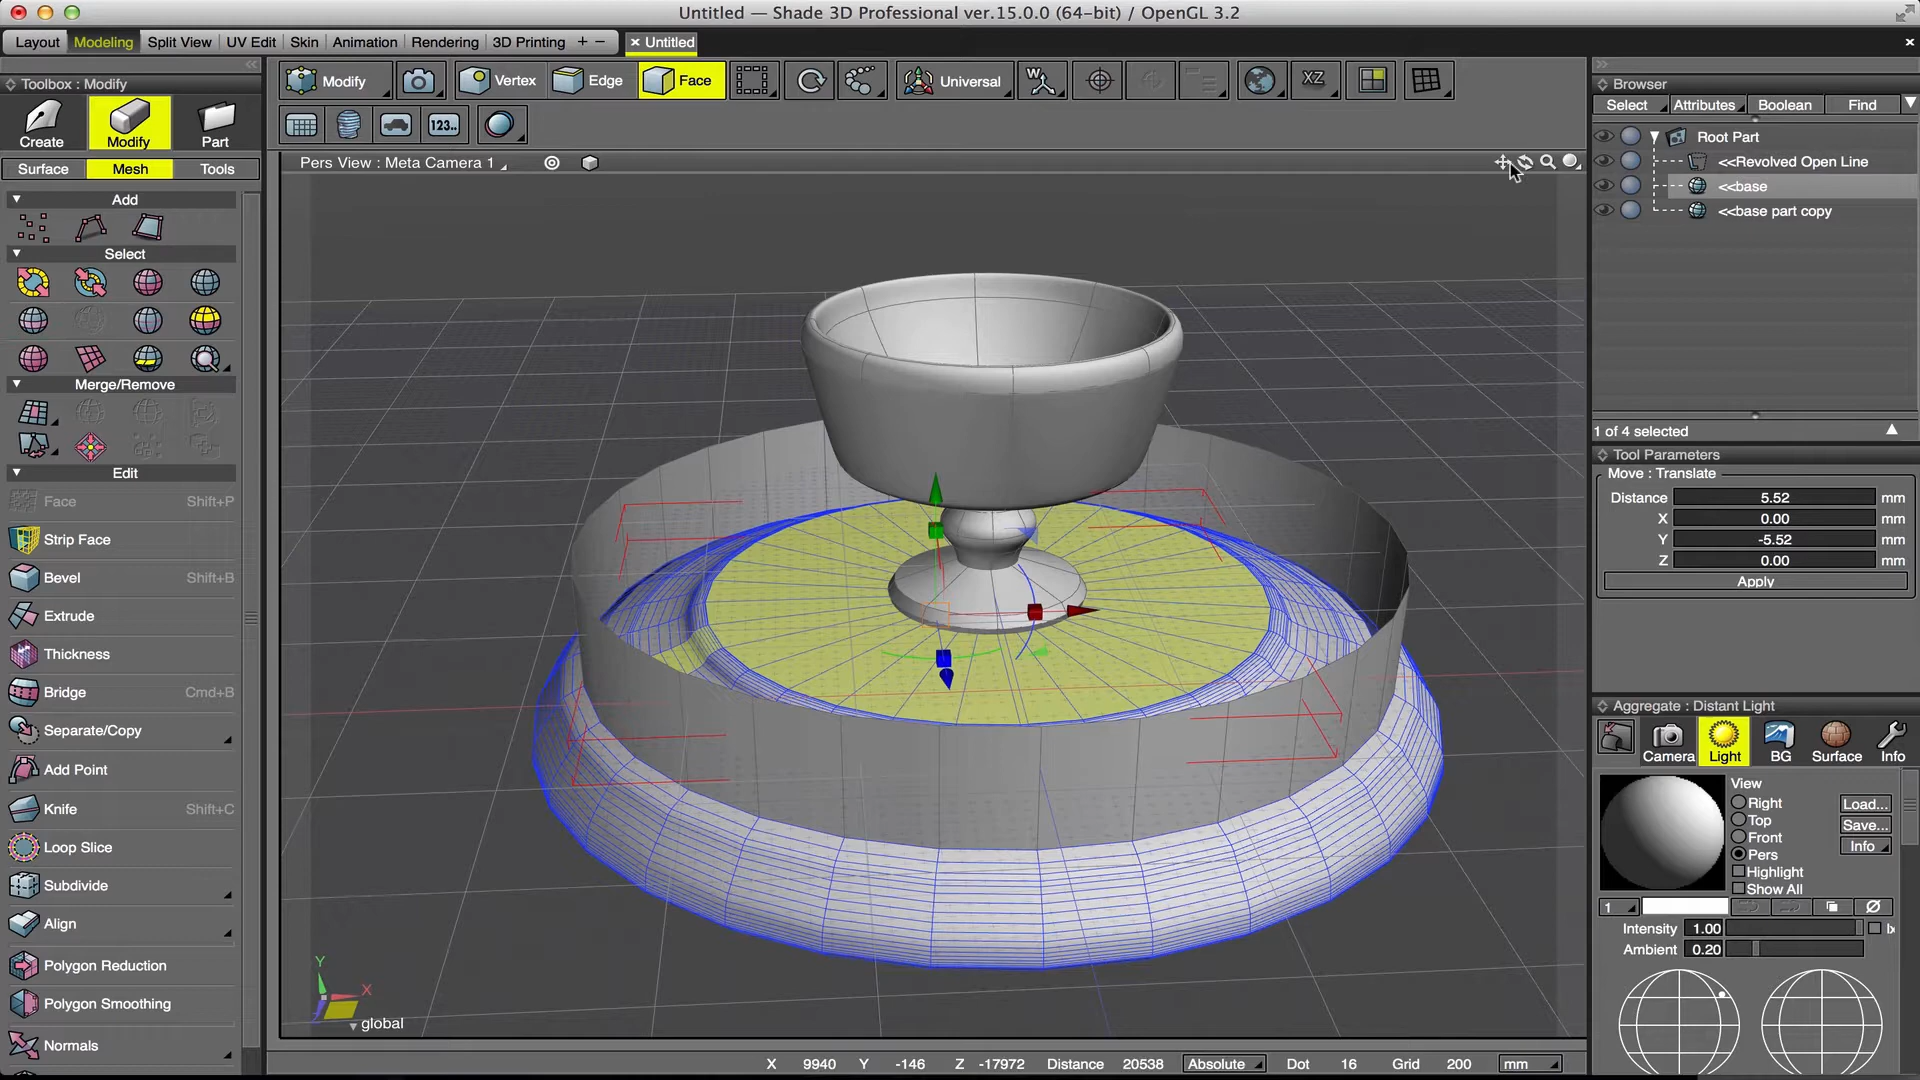 Untitled — Shade 3D Professional ver.15.0.0 (64-bit) / OpenGL 3.2
Layout Modeling Split View UV Edit Skin Animation Rendering 3D Printing + − × Untitled
Toolbox : Modify
Create Modify Part
Surface Mesh Tools
Add
Select
Merge/Remove
Edit
Face Shift+P
Strip Face
Bevel Shift+B
Extrude
Thickness
Bridge Cmd+B
Separate/Copy
Add Point
Knife Shift+C
Loop Slice
Subdivide
Align
Polygon Reduction
Polygon Smoothing
Normals
Modify Vertex Edge Face Universal W XZ
123..
Pers View : Meta Camera 1
Y
X
global
X 9940 Y -146 Z -17972 Distance 20538 Absolute Dot 16 Grid 200 mm
Browser
Select Attributes Boolean Find
Root Part
<<Revolved Open Line
<<base
<<base part copy
1 of 4 selected
Tool Parameters
Move : Translate
Distance 5.52 mm
X 0.00 mm
Y -5.52 mm
Z 0.00 mm
Apply
Aggregate : Distant Light
Camera Light BG Surface Info
View
Right Load...
Top
Front Save...
Pers Info
Highlight
Show All
1
Intensity 1.00
Ambient 0.20